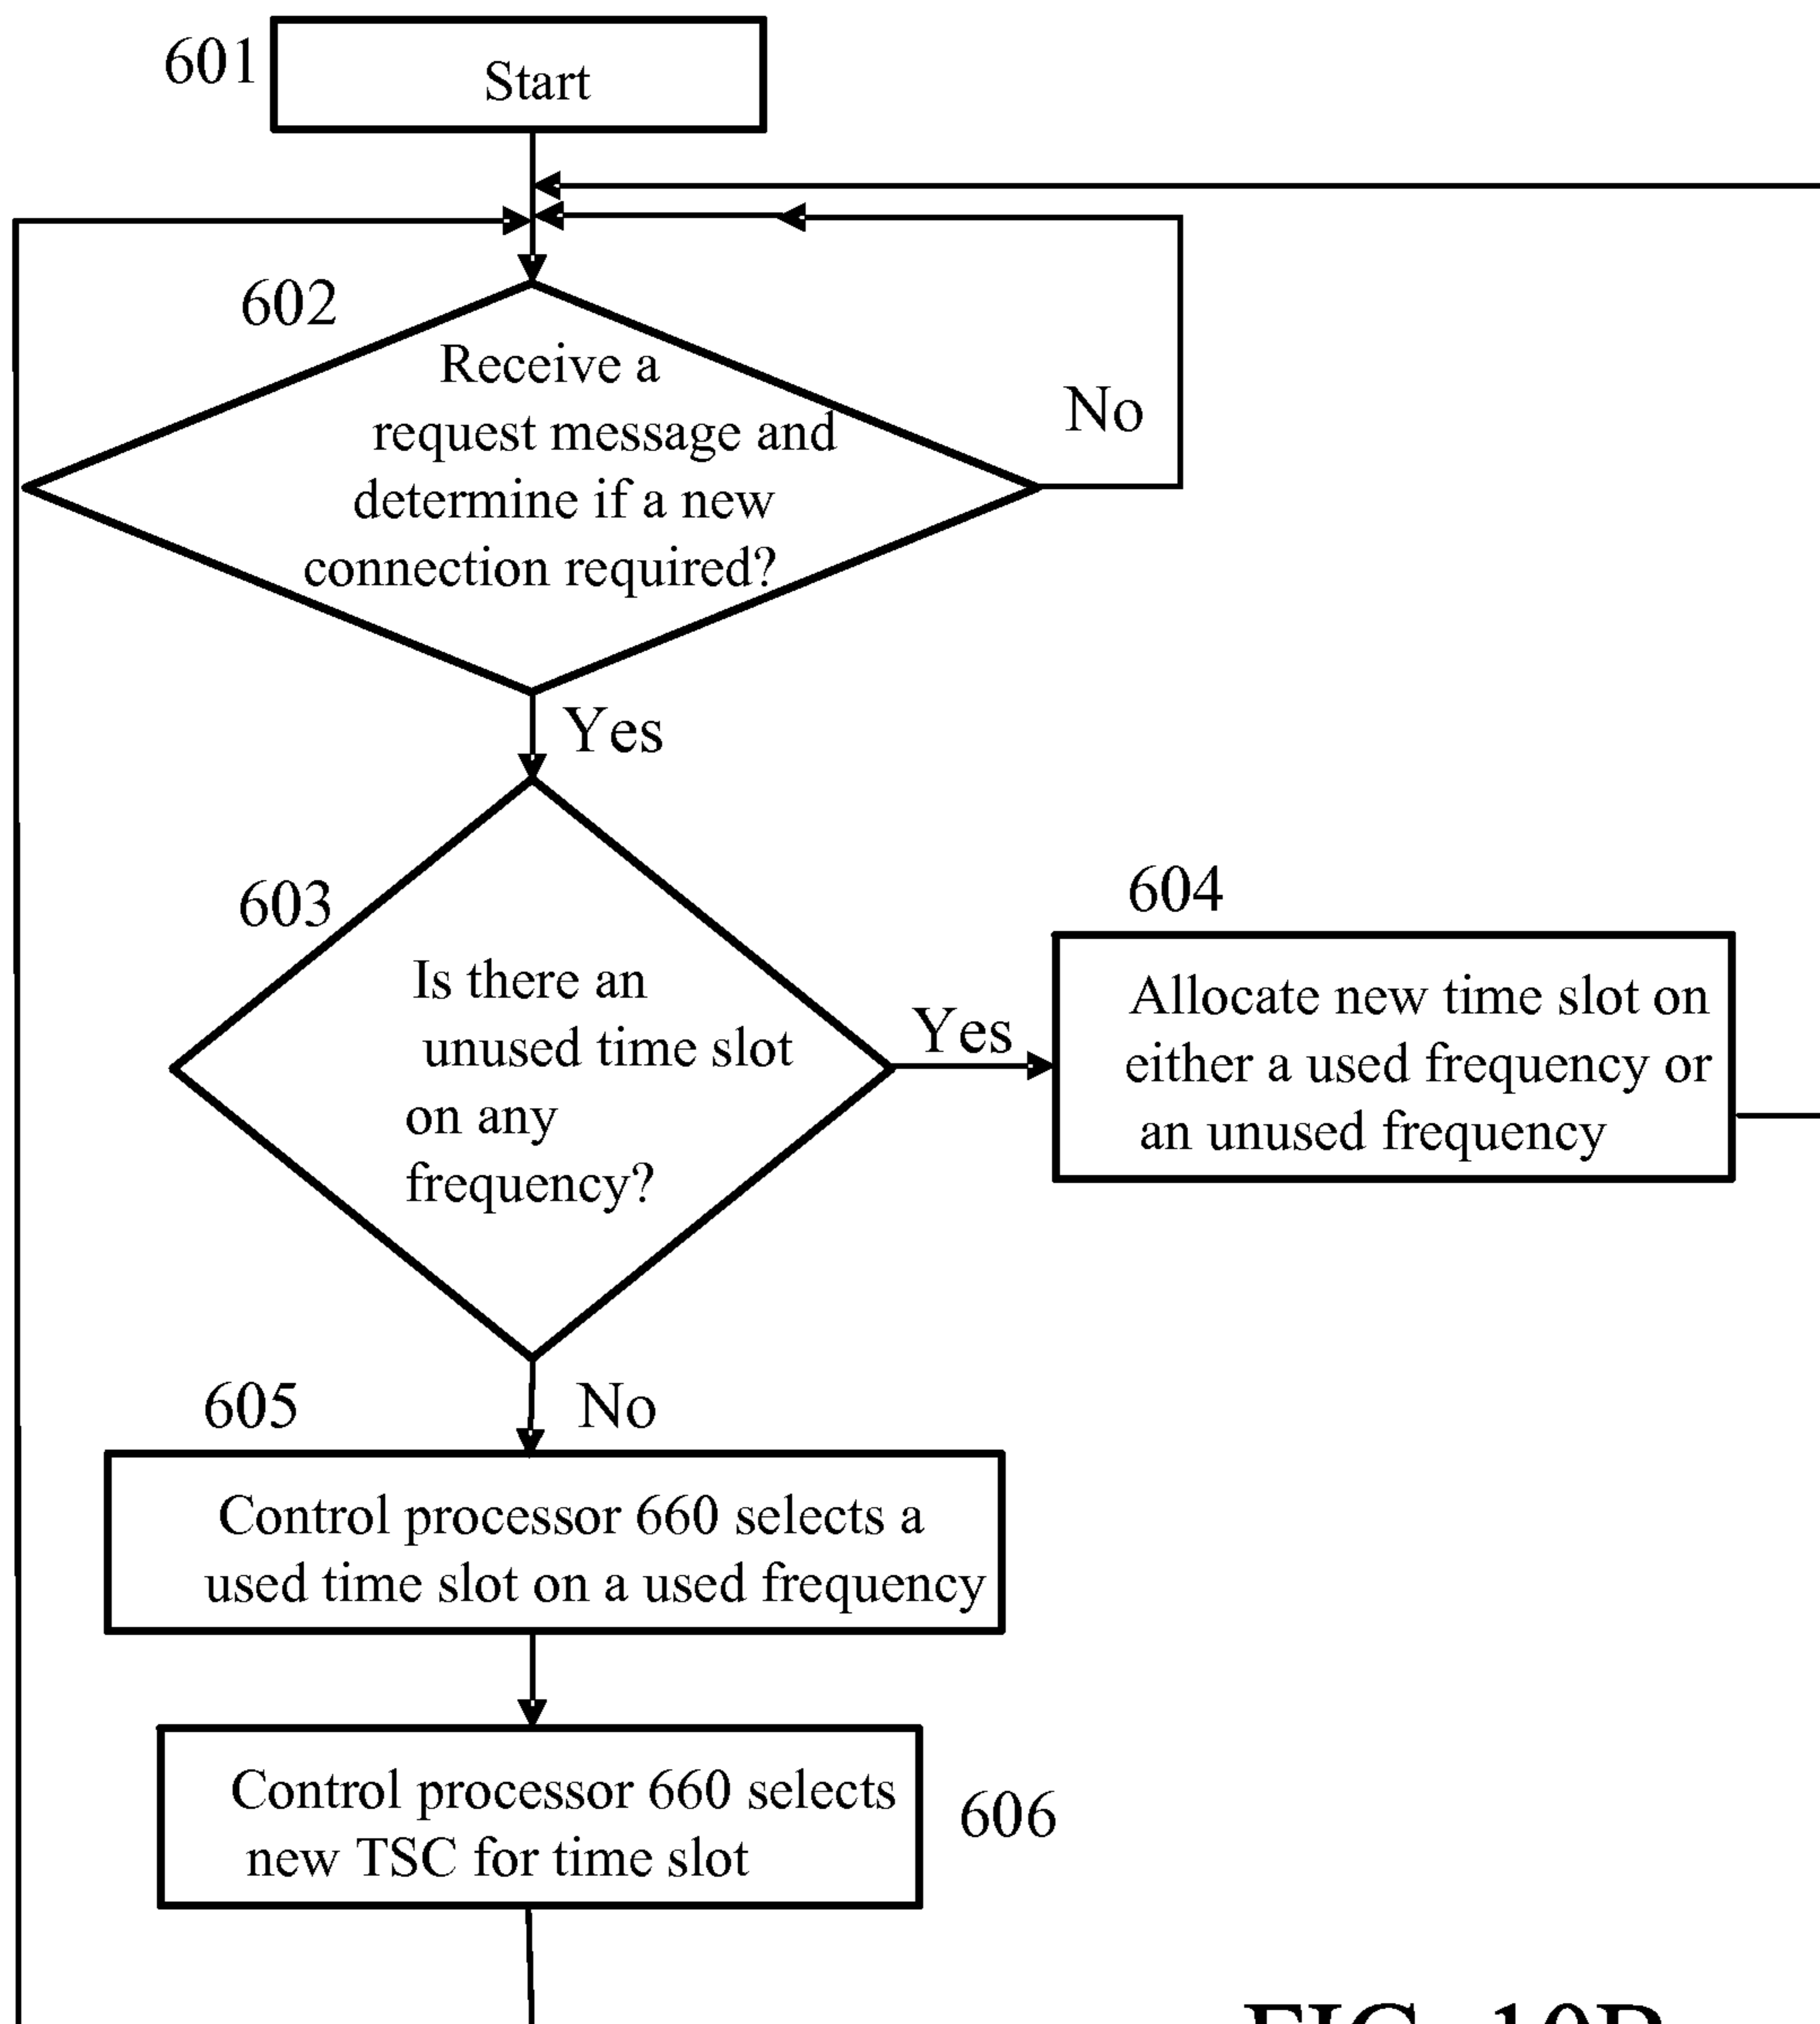 601
Start
602
Receive a
request message and
determine if a new
connection required?
No
Yes
603
Is there an
unused time slot
on any
frequency?
Yes
604
Allocate new time slot on
either a used frequency or
an unused frequency
605
No
Control processor 660 selects a
used time slot on a used frequency
Control processor 660 selects
new TSC for time slot
606
FIG. 10B